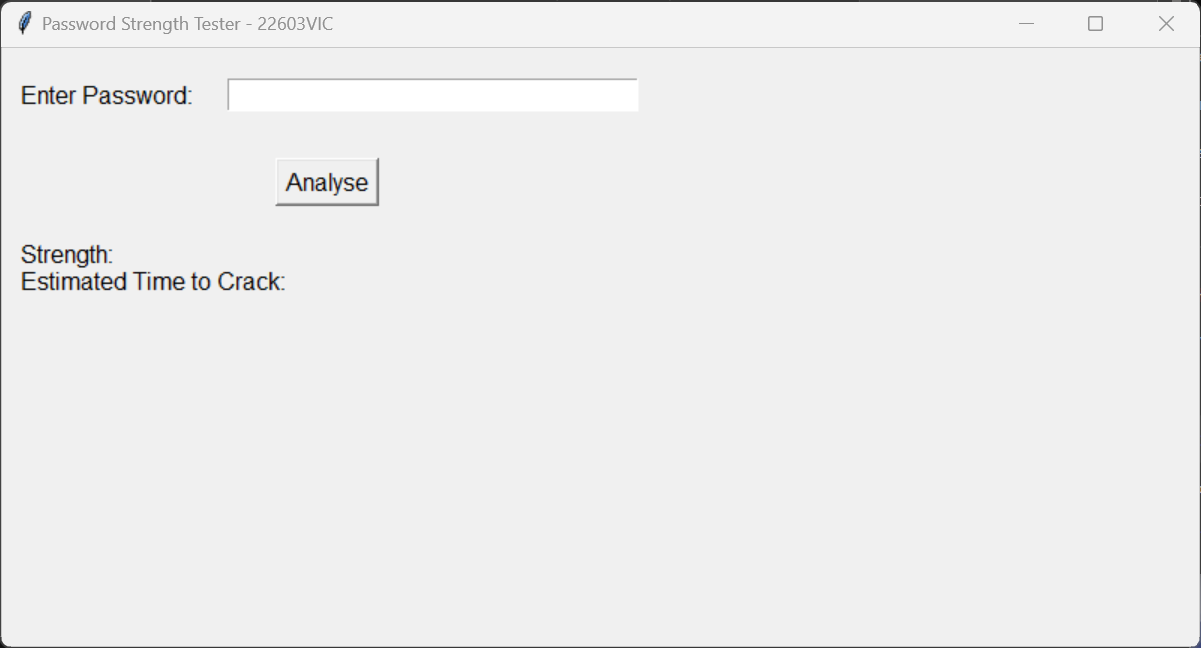 Password Strength Tester - 22603VIC
Enter Password:
Analyse
Strength:
Estimated Time to Crack: